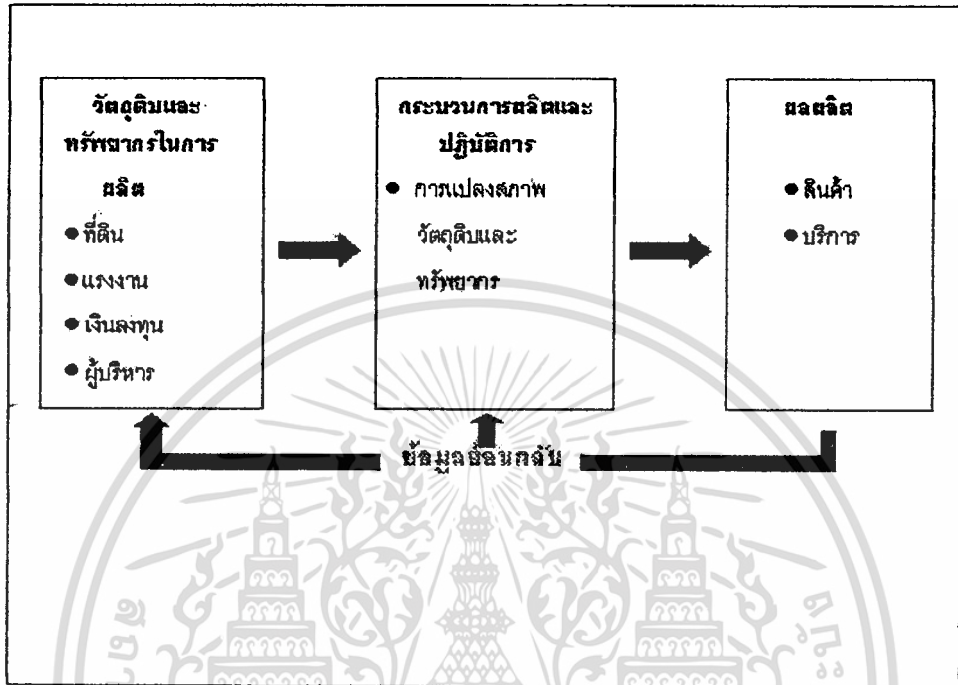 วัตถุดิบและ
ทรัพยากรในการ
ผลิต
● ที่ดิน
● แรงงาน
● เงินลงทุน
● ผู้บริหาร
กระบวนการผลิตและ
ปฏิบัติการ
● การแปลงสภาพ
วัตถุดิบและ
ทรัพยากร
ผลผลิต
● สินค้า
● บริการ
ข้อมูลย้อนกลับ